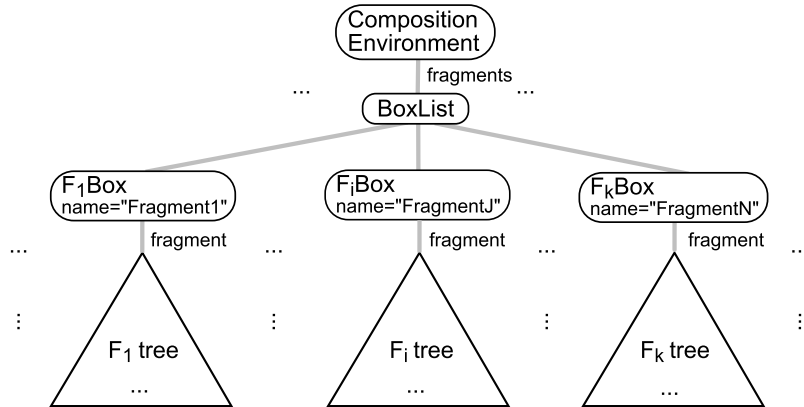 Composition
Environment
fragments
... ...
BoxList
F₁Box
name="Fragment1"
FᵢBox
name="FragmentJ"
FₖBox
name="FragmentN"
... fragment ... fragment ... fragment ...
... ... ... ...
F₁ tree
...
Fᵢ tree
...
Fₖ tree
...